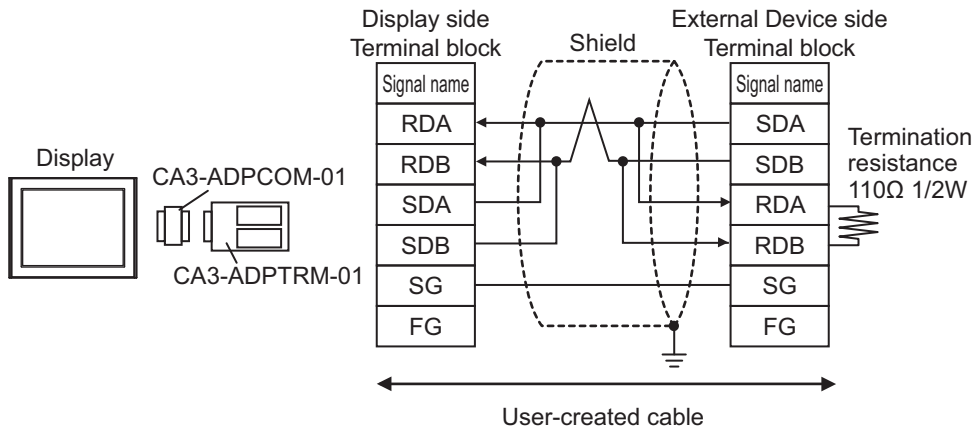 Display side
Terminal block
Shield
External Device side
Terminal block
Signal name
Signal name
RDA
SDA
RDB
SDB
SDA
RDA
SDB
RDB
SG
SG
FG
FG
Termination
resistance
110Ω 1/2W
Display
CA3-ADPCOM-01
CA3-ADPTRM-01
User-created cable